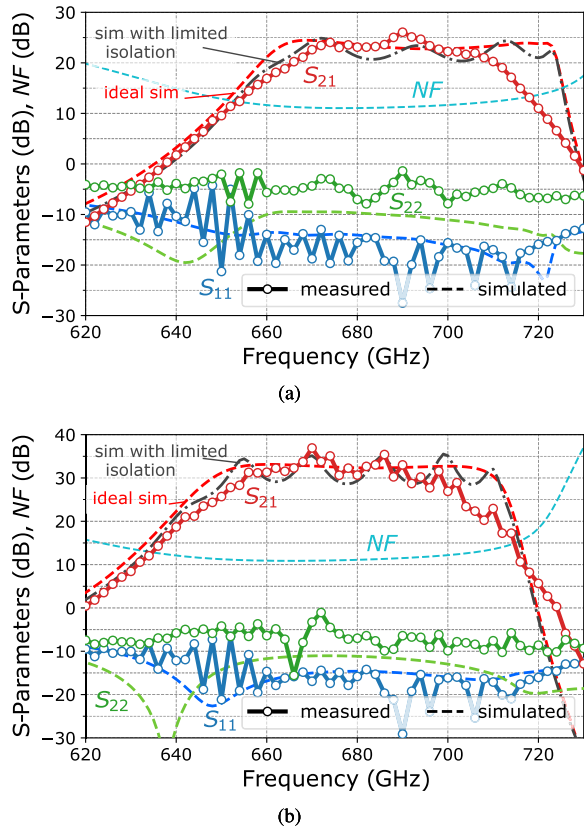 S-Parameters (dB), NF (dB)
30
20
10
0
−10
−20
−30
sim with limited
isolation
ideal sim
S21
NF
S22
S11
measured
simulated
620
640
660
680
700
720
Frequency (GHz)
(a)
S-Parameters (dB), NF (dB)
40
30
20
10
0
−10
−20
−30
sim with limited
isolation
ideal sim
S21
NF
S22
S11
measured
simulated
620
640
660
680
700
720
Frequency (GHz)
(b)